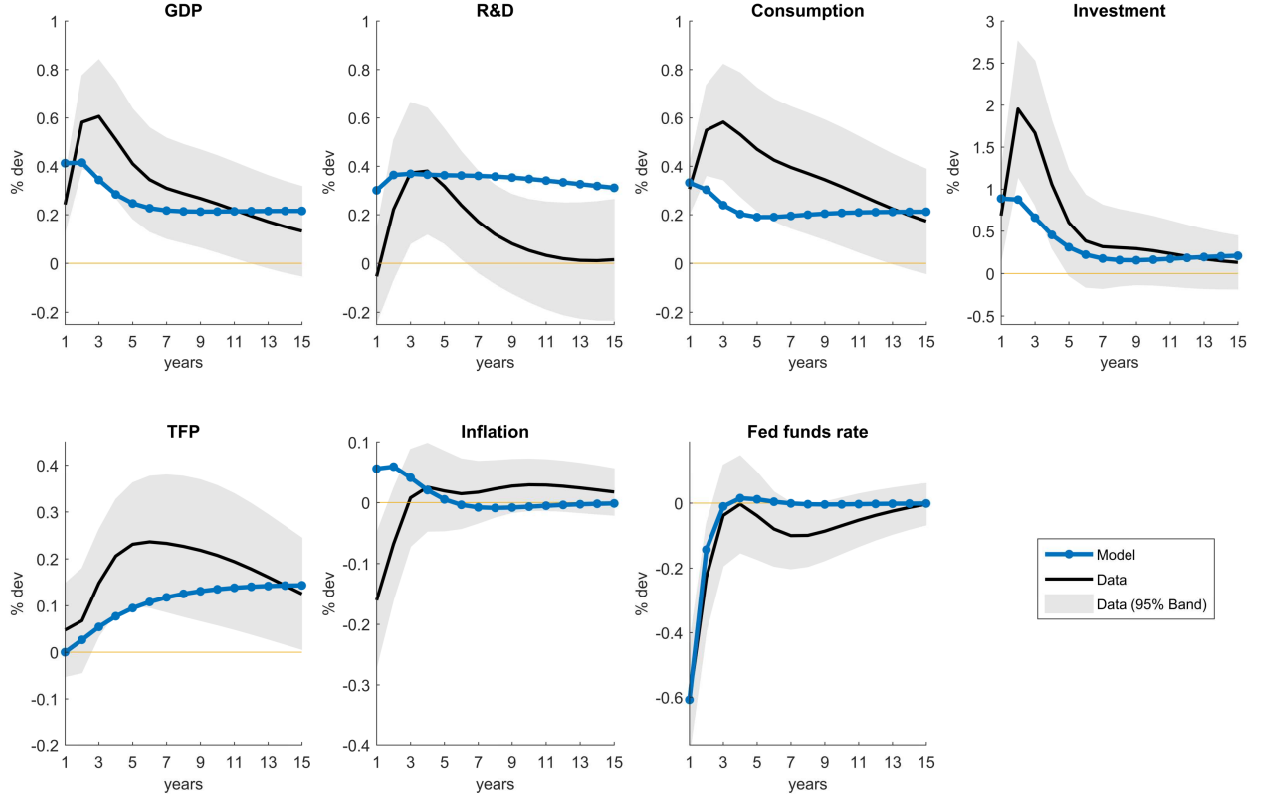 GDP
R&D
Consumption
Investment
1
0.8
0.6
0.4
0.2
0
-0.2
% dev
1 3 5 7 9 11 13 15
years
1
0.8
0.6
0.4
0.2
0
-0.2
% dev
1 3 5 7 9 11 13 15
years
1
0.8
0.6
0.4
0.2
0
-0.2
% dev
1 3 5 7 9 11 13 15
years
3
2.5
2
1.5
1
0.5
0
-0.5
% dev
1 3 5 7 9 11 13 15
years
TFP
Inflation
Fed funds rate
0.4
0.3
0.2
0.1
0
-0.1
-0.2
% dev
1 3 5 7 9 11 13 15
years
0.1
0
-0.1
-0.2
-0.3
-0.4
% dev
1 3 5 7 9 11 13 15
years
0
-0.2
-0.4
-0.6
% dev
1 3 5 7 9 11 13 15
years
Model
Data
Data (95% Band)